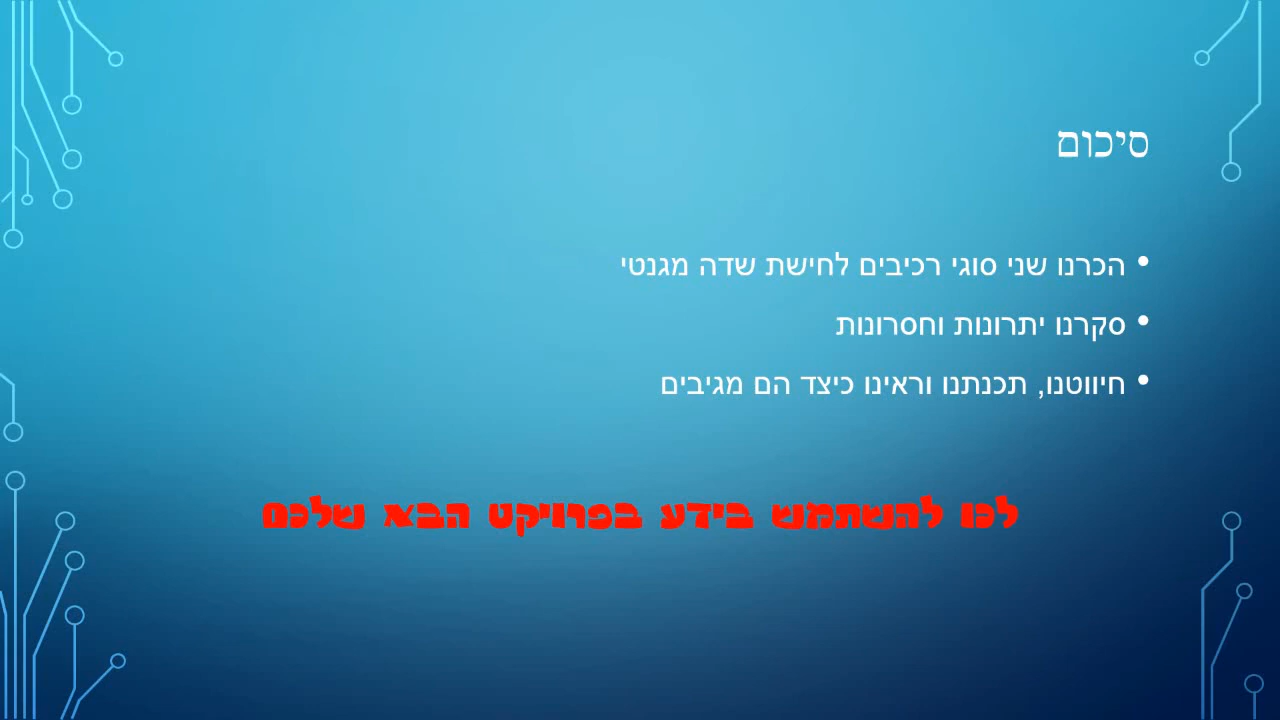 סיכום
• הכרנו שני סוגי רכיבים לחישת שדה מגנטי
• סקרנו יתרונות וחסרונות
• חיווטנו, תכנתנו וראינו כיצד הם מגיבים
לכו להשתמש בידע בפרויקט הבא שלכם